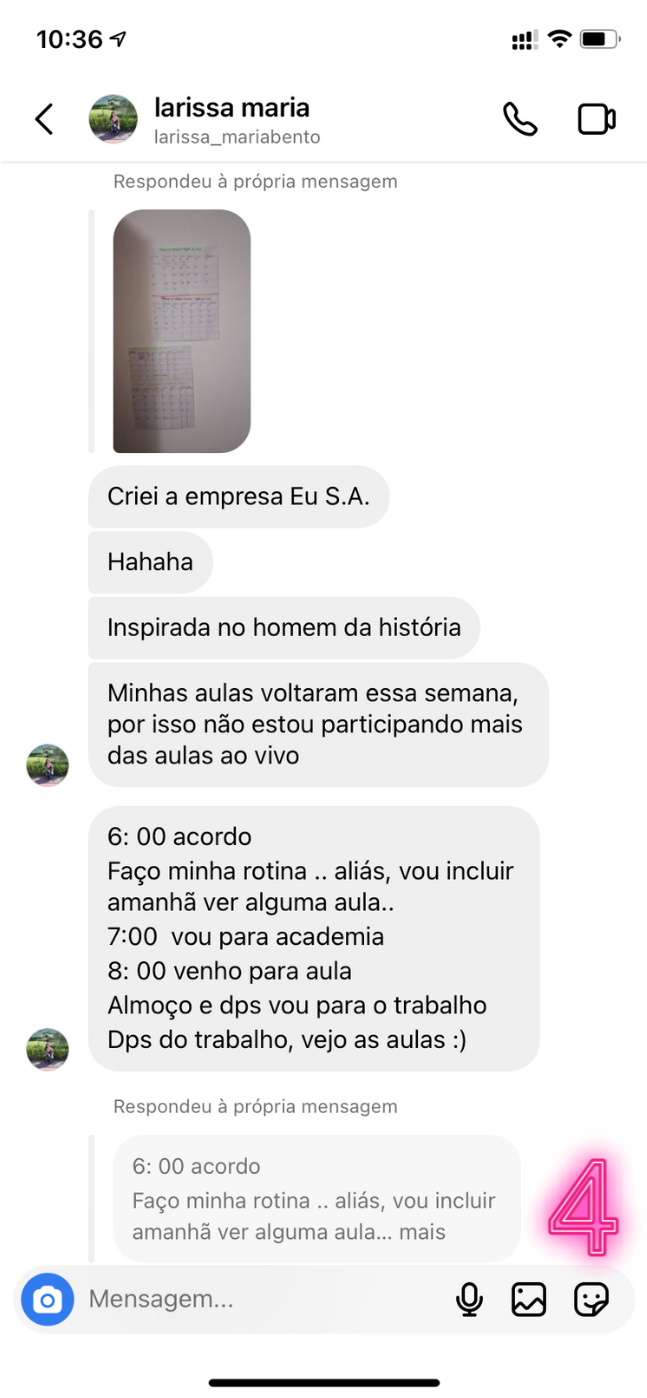 10:36
larissa maria
larissa_mariabento
Respondeu à própria mensagem
Criei a empresa Eu S.A.
Hahaha
Inspirada no homem da história
Minhas aulas voltaram essa semana,
por isso não estou participando mais
das aulas ao vivo
6: 00 acordo
Faço minha rotina .. aliás, vou incluir
amanhã ver alguma aula..
7:00  vou para academia
8: 00 venho para aula
Almoço e dps vou para o trabalho
Dps do trabalho, vejo as aulas :)
Respondeu à própria mensagem
6: 00 acordo
Faço minha rotina .. aliás, vou incluir
amanhã ver alguma aula... mais
4
Mensagem...